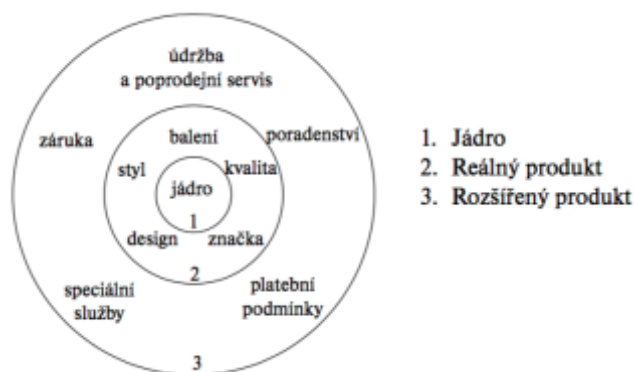 údržba
a poprodejní servis
záruka
balení
poradenství
styl
kvalita
jádro
1
design
značka
2
speciální
služby
platební
podmínky
3
1. Jádro
2. Reálný produkt
3. Rozšířený produkt